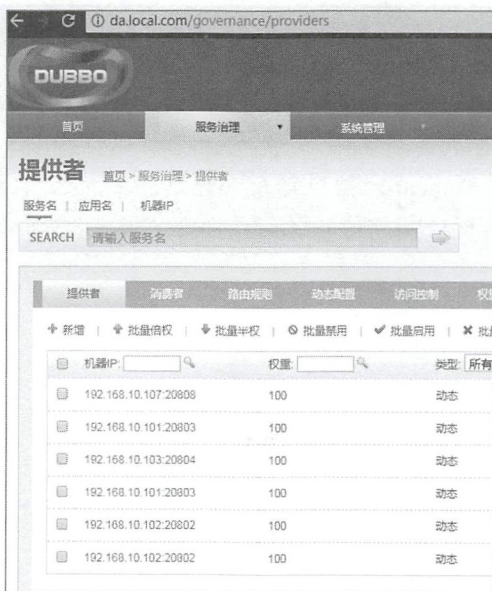 da.local.com/governance/providers
DUBBO
首页 服务治理 系统管理
提供者 首页 > 服务治理 > 提供者
服务名 | 应用名 | 机器IP
SEARCH 请输入服务名
提供者 消费者 路由规则 动态配置 访问控制
新增 | 批量倍权 | 批量半权 | 批量禁用 | 批量启用 |
机器IP: 权重: 类型: 所有
192.168.10.107:20808 100 动态
192.168.10.101:20803 100 动态
192.168.10.103:20804 100 动态
192.168.10.101:20803 100 动态
192.168.10.102:20802 100 动态
192.168.10.102:20802 100 动态